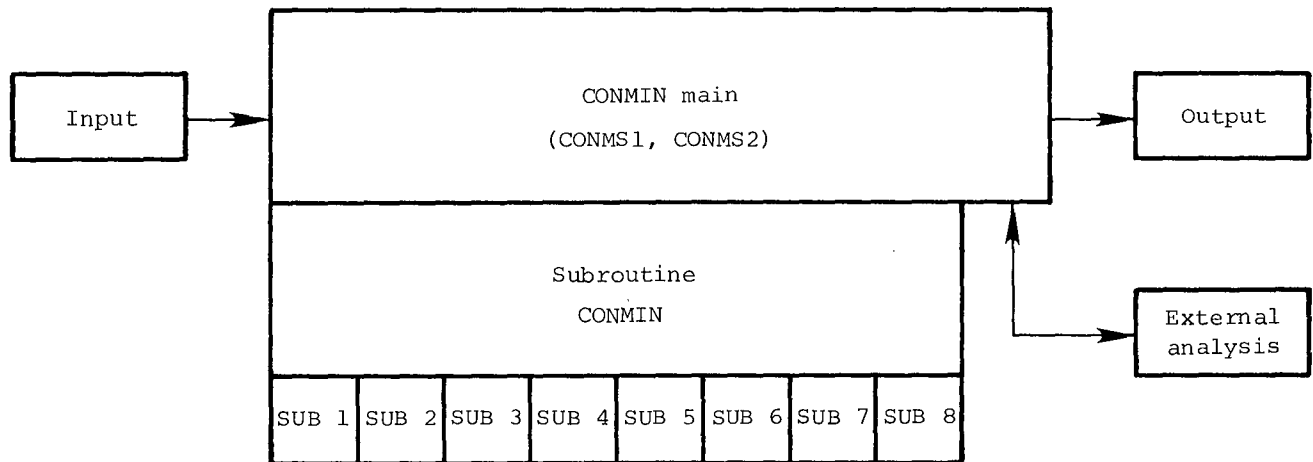 Input
CONMIN main
(CONMS1, CONMS2)
Output
Subroutine
CONMIN
External
analysis
SUB 1
SUB 2
SUB 3
SUB 4
SUB 5
SUB 6
SUB 7
SUB 8